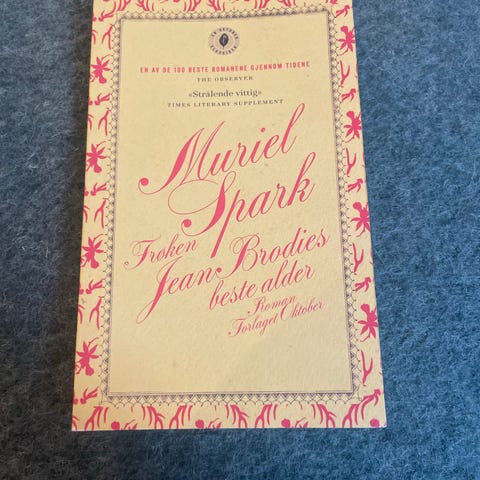 EN AV DE 100 BESTE ROMANENE GJENNOM TIDENE
THE OBSERVER
«Strålende vittig»
TIMES LITERARY SUPPLEMENT
Muriel
Spark
Frøken
Jean Brodies
beste alder
Roman
Forlaget Oktober